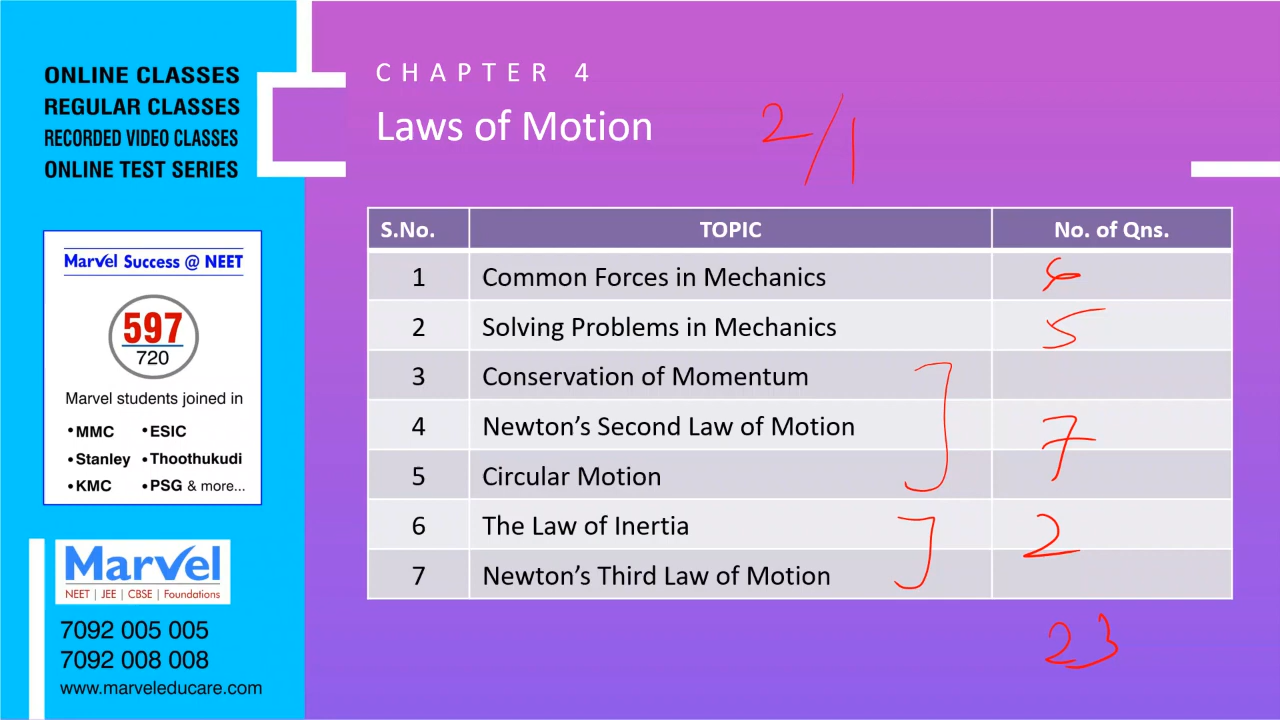 ONLINE CLASSES
REGULAR CLASSES
RECORDED VIDEO CLASSES
ONLINE TEST SERIES
Marvel Success @ NEET
597
720
Marvel students joined in
• MMC • ESIC
• Stanley • Thoothukudi
• KMC • PSG & more...
Marvel
NEET | JEE | CBSE | Foundations
7092 005 005
7092 008 008
www.marveleducare.com
CHAPTER 4
Laws of Motion 2/1
S.No. TOPIC No. of Qns.
1 Common Forces in Mechanics
2 Solving Problems in Mechanics 5
3 Conservation of Momentum
4 Newton's Second Law of Motion 7
5 Circular Motion
6 The Law of Inertia 2
7 Newton's Third Law of Motion
23